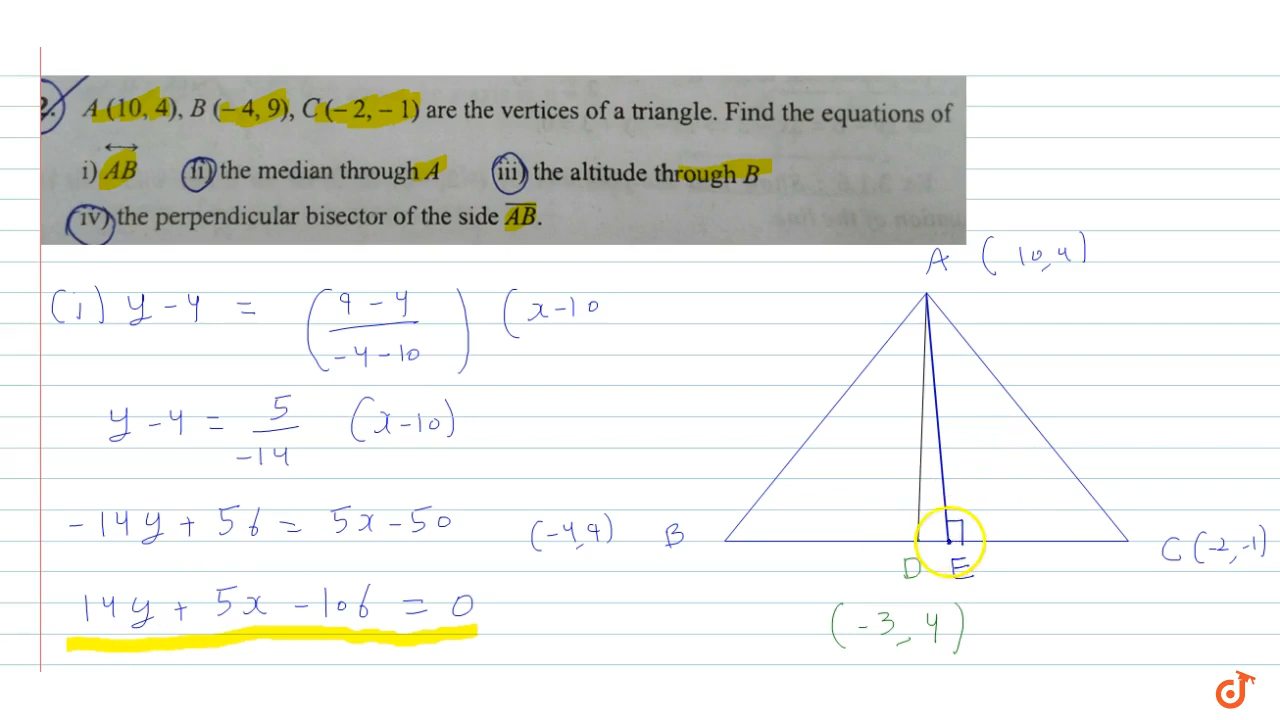 2. A (10, 4), B (– 4, 9), C (– 2, – 1) are the vertices of a triangle. Find the equations of
i) AB ii) the median through A iii) the altitude through B
iv) the perpendicular bisector of the side AB.
A (10, 4)
(i) y - 4 = (9 - 4 / -4 - 10) (x - 10
y - 4 = 5 / -14 (x - 10)
-14y + 56 = 5x - 50
(-4, 9) B
C (-2, -1)
D E
14y + 5x - 106 = 0
(-3, 4)